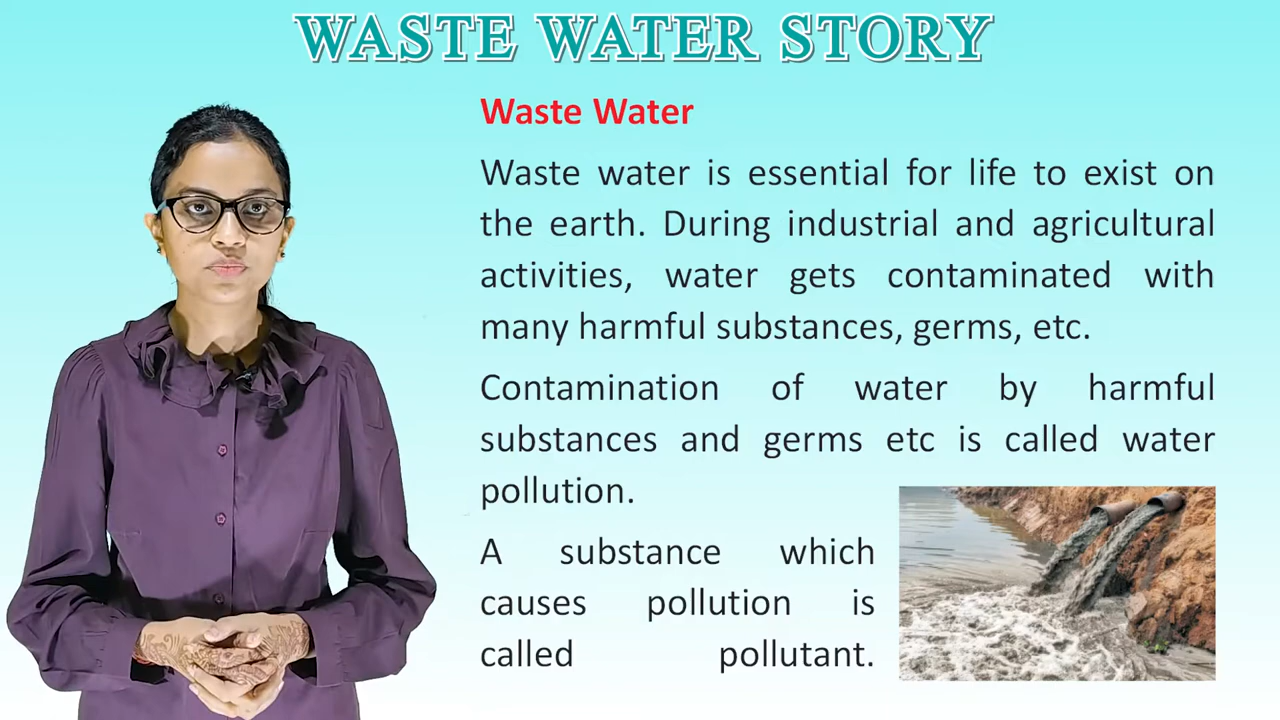 WASTE WATER STORY
Waste Water
Waste water is essential for life to exist on
the earth. During industrial and agricultural
activities, water gets contaminated with
many harmful substances, germs, etc.
Contamination of water by harmful
substances and germs etc is called water
pollution.
A substance which
causes pollution is
called pollutant.